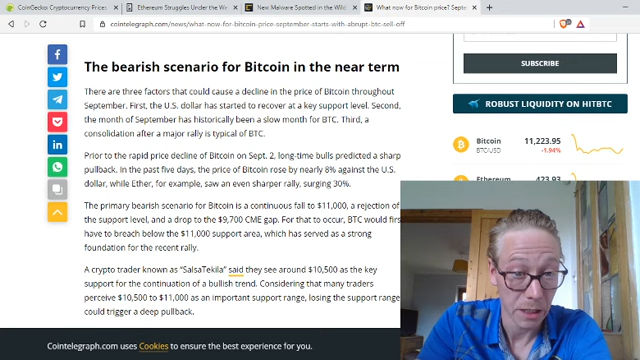 CoinGecko Cryptocurrency Prices
Ethereum Struggles Under the We
New Malware Spotted in the Wild
What now for Bitcoin price? Septe
cointelegraph.com/news/what-now-for-bitcoin-price-september-starts-with-abrupt-btc-sell-off
SUBSCRIBE
The bearish scenario for Bitcoin in the near term
There are three factors that could cause a decline in the price of Bitcoin throughout
September. First, the U.S. dollar has started to recover at a key support level. Second,
the month of September has historically been a slow month for BTC. Third, a
consolidation after a major rally is typical of BTC.
Prior to the rapid price decline of Bitcoin on Sept. 2, long-time bulls predicted a sharp
pullback. In the past five days, the price of Bitcoin rose by nearly 8% against the U.S.
dollar, while Ether, for example, saw an even sharper rally, surging 30%.
The primary bearish scenario for Bitcoin is a continuous fall to $11,000, a rejection of
the support level, and a drop to the $9,700 CME gap. For that to occur, BTC would first
have to breach below the $11,000 support area, which has served as a strong
foundation for the recent rally.
A crypto trader known as “SalsaTekila” said they see around $10,500 as the key
support for the continuation of a bullish trend. Considering that many traders
perceive $10,500 to $11,000 as an important support range, losing the support range
could trigger a deep pullback.
ROBUST LIQUIDITY ON HITBTC
Bitcoin 11,223.95
BTC/USD -1.94%
Ethereum 423.93
Cointelegraph.com uses Cookies to ensure the best experience for you.